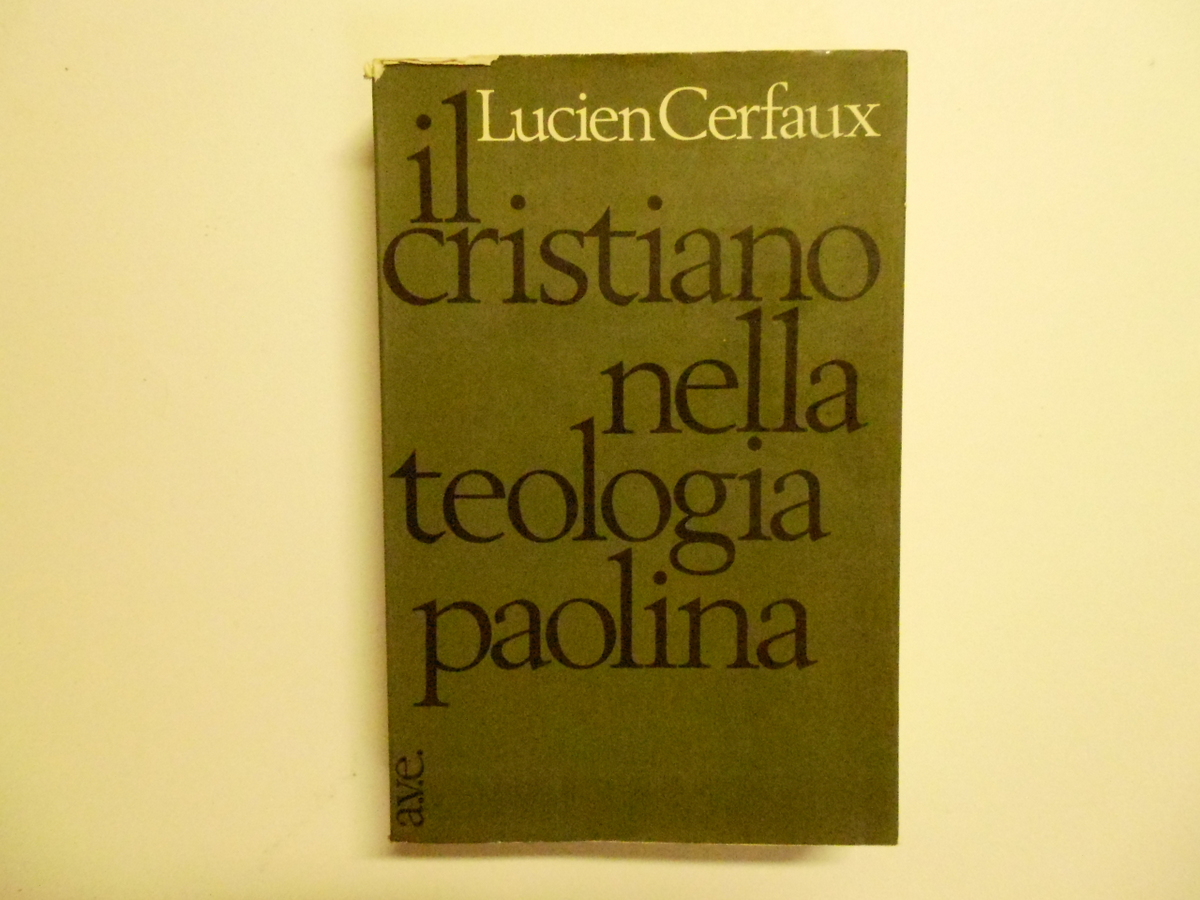 Lucien Cerfaux
il
cristiano
nella
teologia
paolina
a.v.e.